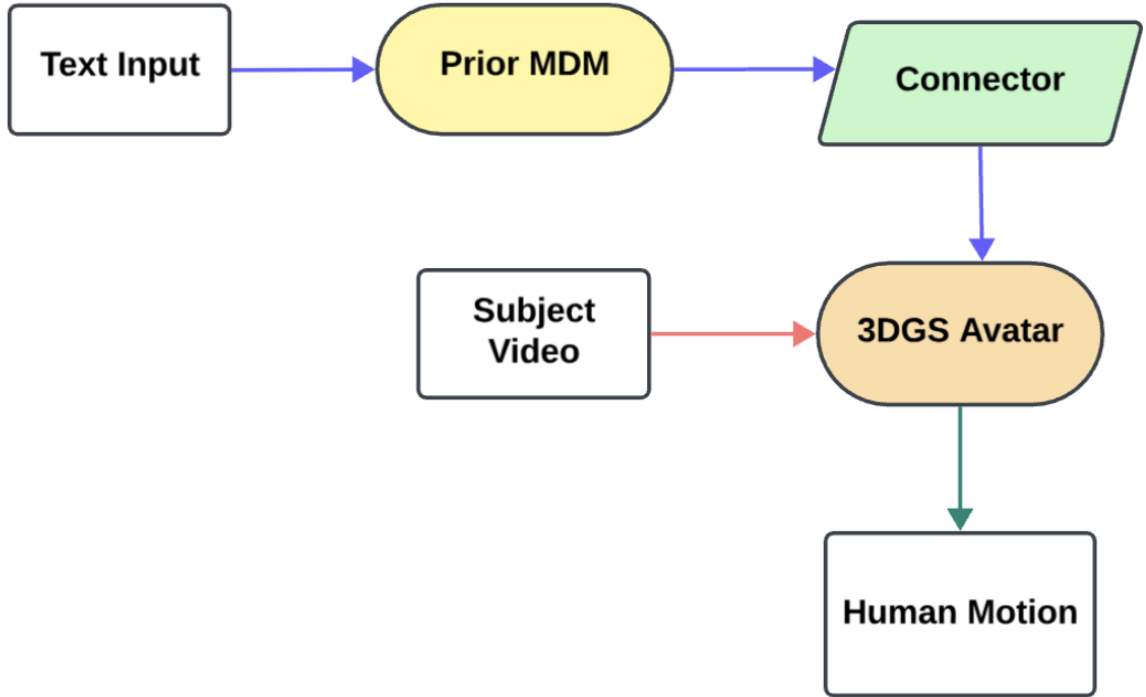 Text Input
Prior MDM
Connector
Subject
Video
3DGS Avatar
Human Motion